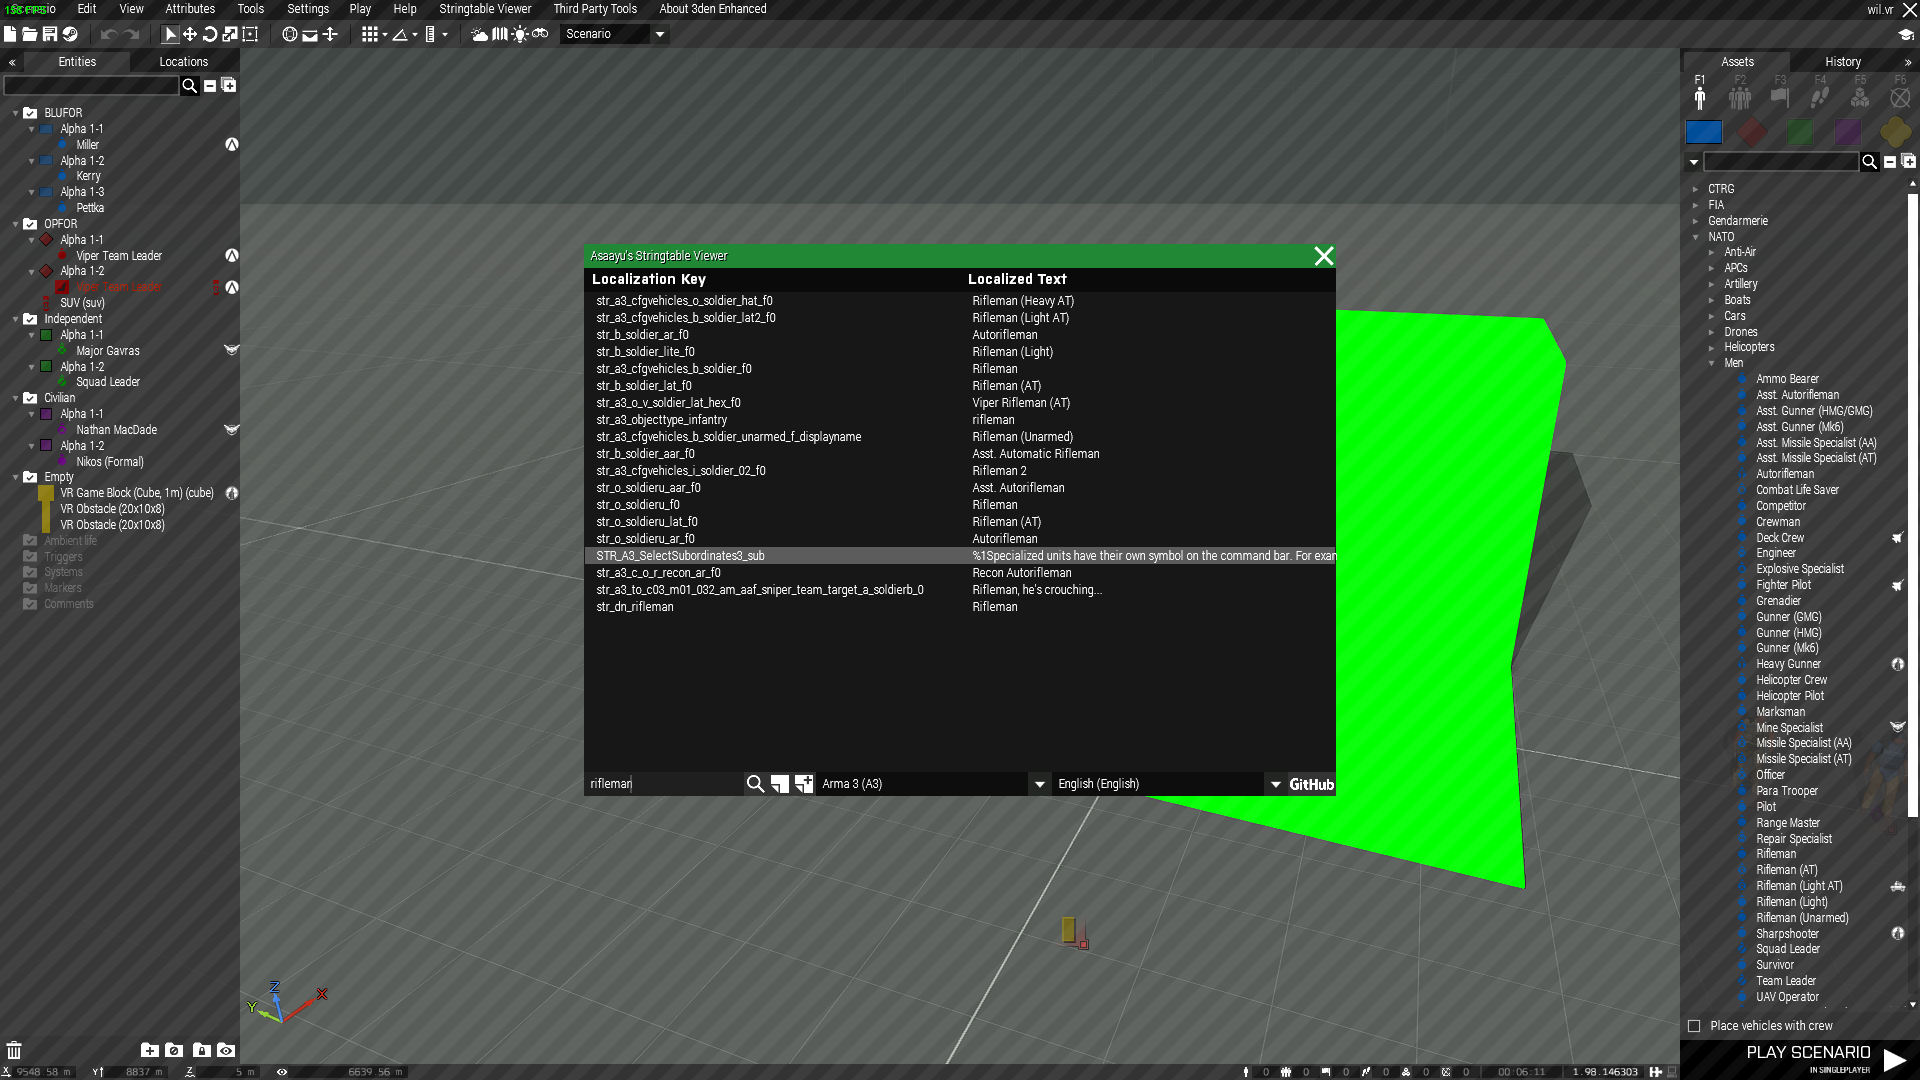 Edit View Attributes Tools Settings Play Help Stringtable Viewer Third Party Tools About 3den Enhanced
wil.vr
Scenario
Entities Locations
BLUFOR
Alpha 1-1
Miller
Alpha 1-2
Kerry
Alpha 1-3
Pettka
OPFOR
Alpha 1-1
Viper Team Leader
Alpha 1-2
Viper Team Leader
SUV (suv)
Independent
Alpha 1-1
Major Gavras
Alpha 1-2
Squad Leader
Civilian
Alpha 1-1
Nathan MacDade
Alpha 1-2
Nikos (Formal)
Empty
VR Game Block (Cube, 1m) (cube)
VR Obstacle (20x10x8)
VR Obstacle (20x10x8)
Ambient life
Triggers
Systems
Markers
Comments
Asaayu's Stringtable Viewer
Localization Key Localized Text
str_a3_cfgvehicles_o_soldier_hat_f0 Rifleman (Heavy AT)
str_a3_cfgvehicles_b_soldier_lat2_f0 Rifleman (Light AT)
str_b_soldier_ar_f0 Autorifleman
str_b_soldier_lite_f0 Rifleman (Light)
str_a3_cfgvehicles_b_soldier_f0 Rifleman
str_b_soldier_lat_f0 Rifleman (AT)
str_a3_o_v_soldier_lat_hex_f0 Viper Rifleman (AT)
str_a3_objecttype_infantry rifleman
str_a3_cfgvehicles_b_soldier_unarmed_f_displayname Rifleman (Unarmed)
str_b_soldier_aar_f0 Asst. Automatic Rifleman
str_a3_cfgvehicles_i_soldier_02_f0 Rifleman 2
str_o_soldieru_aar_f0 Asst. Autorifleman
str_o_soldieru_f0 Rifleman
str_o_soldieru_lat_f0 Rifleman (AT)
str_o_soldieru_ar_f0 Autorifleman
STR_A3_SelectSubordinates3_sub %1Specialized units have their own symbol on the command bar. For exam
str_a3_c_o_r_recon_ar_f0 Recon Autorifleman
str_a3_to_c03_m01_032_am_aaf_sniper_team_target_a_soldierb_0 Rifleman, he's crouching...
str_dn_rifleman Rifleman
rifleman Arma 3 (A3) English (English) GitHub
Z
X
Y
Assets History
F1 F2 F3 F4 F5 F6
CTRG
FIA
Gendarmerie
NATO
Anti-Air
APCs
Artillery
Boats
Cars
Drones
Helicopters
Men
Ammo Bearer
Asst. Autorifleman
Asst. Gunner (HMG/GMG)
Asst. Gunner (Mk6)
Asst. Missile Specialist (AA)
Asst. Missile Specialist (AT)
Autorifleman
Combat Life Saver
Competitor
Crewman
Deck Crew
Engineer
Explosive Specialist
Fighter Pilot
Grenadier
Gunner (GMG)
Gunner (HMG)
Gunner (Mk6)
Heavy Gunner
Helicopter Crew
Helicopter Pilot
Marksman
Mine Specialist
Missile Specialist (AA)
Missile Specialist (AT)
Officer
Para Trooper
Pilot
Range Master
Repair Specialist
Rifleman
Rifleman (AT)
Rifleman (Light AT)
Rifleman (Light)
Rifleman (Unarmed)
Sharpshooter
Squad Leader
Survivor
Team Leader
UAV Operator
Place vehicles with crew
PLAY SCENARIO
IN SINGLEPLAYER
X 9548.58 m Y 8837 m Z 5 m 6639.56 m 0 0 0 0 0 0 00:06:11 1.98.146303